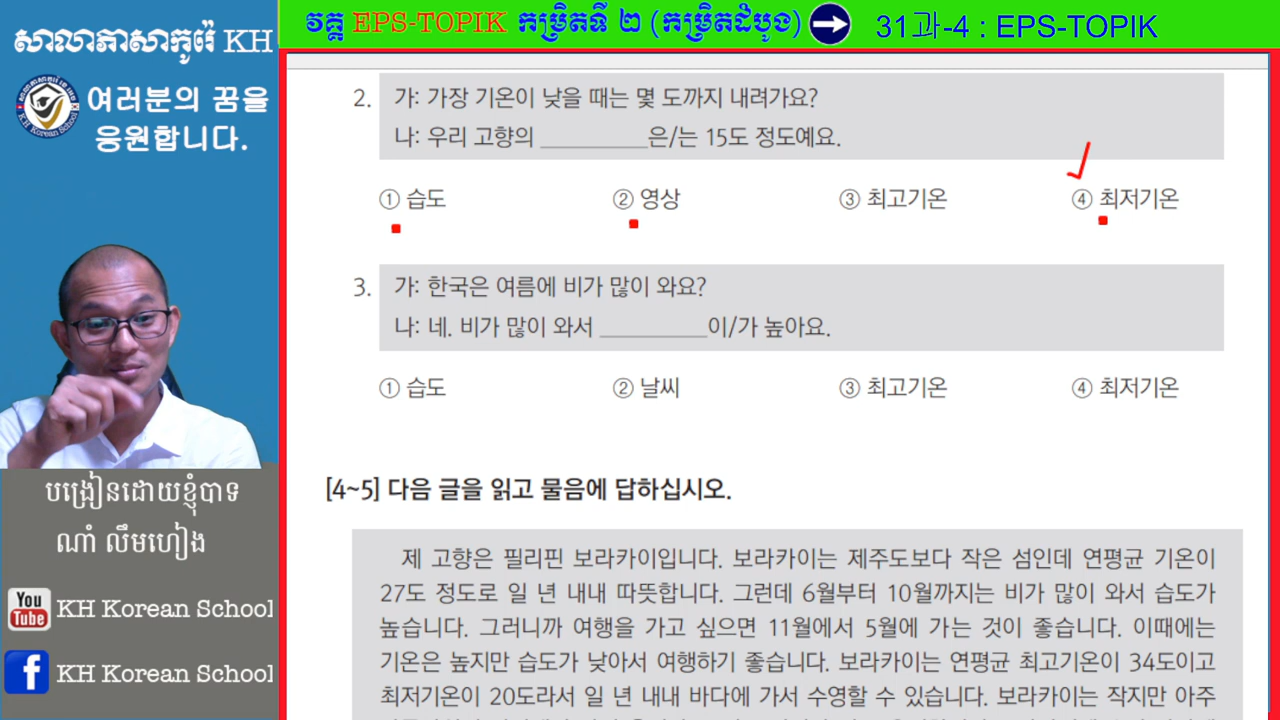 សាលាភាសាកូរ៉េ KH
여러분의 꿈을
응원합니다.
បង្រៀនដោយខ្ញុំបាទ
ណាំ លឹមហៀង
You Tube KH Korean School
f KH Korean School
វគ្គ EPS-TOPIK កម្រិតទី ២ (កម្រិតដំបូង) 31과-4 : EPS-TOPIK
2. 가: 가장 기온이 낮을 때는 몇 도까지 내려가요?
나: 우리 고향의 __________은/는 15도 정도예요.
① 습도 ② 영상 ③ 최고기온 ④ 최저기온
3. 가: 한국은 여름에 비가 많이 와요?
나: 네. 비가 많이 와서 __________이/가 높아요.
① 습도 ② 날씨 ③ 최고기온 ④ 최저기온
[4~5] 다음 글을 읽고 물음에 답하십시오.
제 고향은 필리핀 보라카이입니다. 보라카이는 제주도보다 작은 섬인데 연평균 기온이
27도 정도로 일 년 내내 따뜻합니다. 그런데 6월부터 10월까지는 비가 많이 와서 습도가
높습니다. 그러니까 여행을 가고 싶으면 11월에서 5월에 가는 것이 좋습니다. 이때에는
기온은 높지만 습도가 낮아서 여행하기 좋습니다. 보라카이는 연평균 최고기온이 34도이고
최저기온이 20도라서 일 년 내내 바다에 가서 수영할 수 있습니다. 보라카이는 작지만 아주